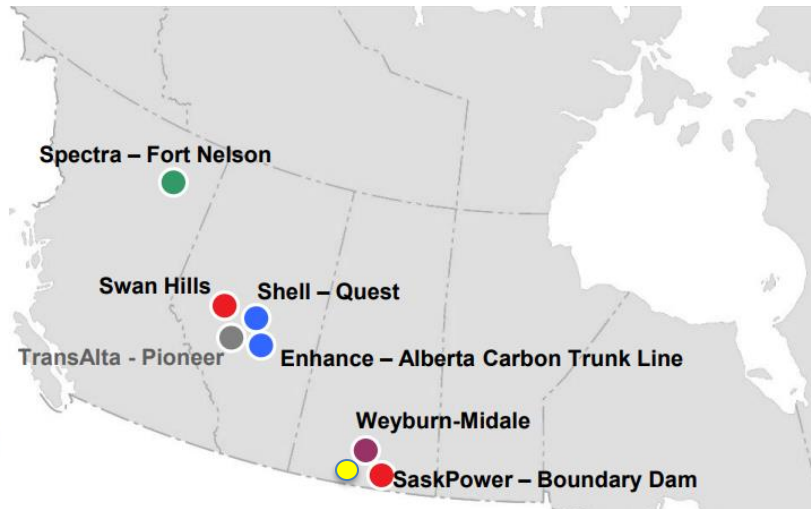 Spectra – Fort Nelson
Swan Hills
Shell – Quest
TransAlta - Pioneer
Enhance – Alberta Carbon Trunk Line
Weyburn-Midale
SaskPower – Boundary Dam